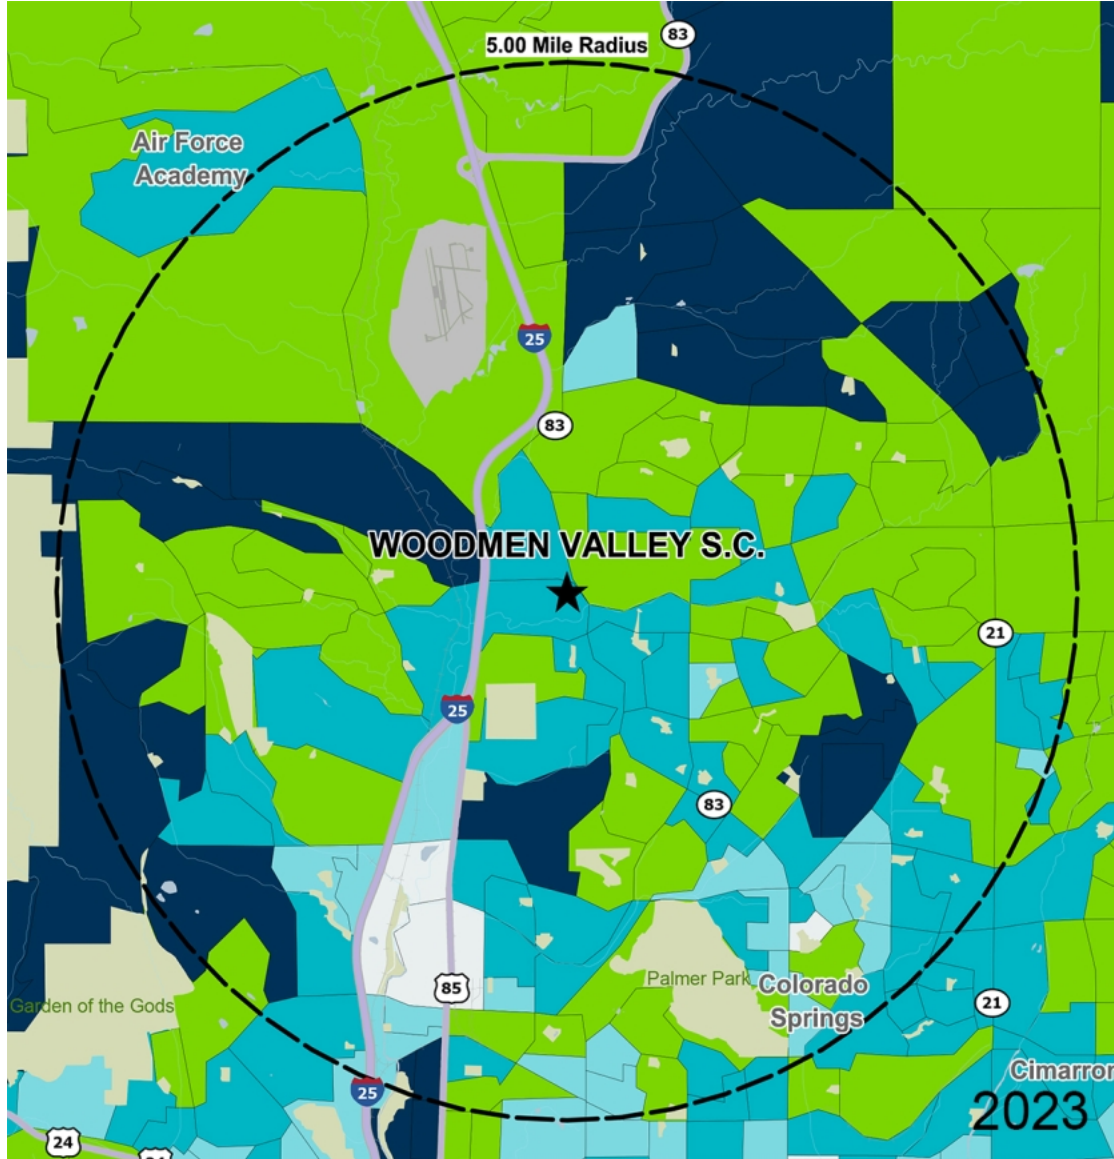 83
5.00 Mile Radius
Air Force
Academy
25
83
WOODMEN VALLEY S.C.
21
25
83
85
Palmer Park
Colorado
Springs
Garden of the Gods
21
Cimarron
25
2023
24